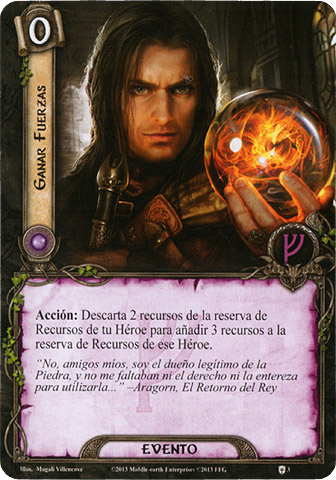 0
GANAR FUERZAS
Acción: Descarta 2 recursos de la reserva de
Recursos de tu Héroe para añadir 3 recursos a la
reserva de Recursos de ese Héroe.
“No, amigos míos, soy el dueño legítimo de la
Piedra, y no me faltaban ni el derecho ni la entereza
para utilizarla...” –Aragorn, El Retorno del Rey
EVENTO
Illus. Magali Villeneuve ©2013 Middle-earth Enterprises ©2013 FFG 3